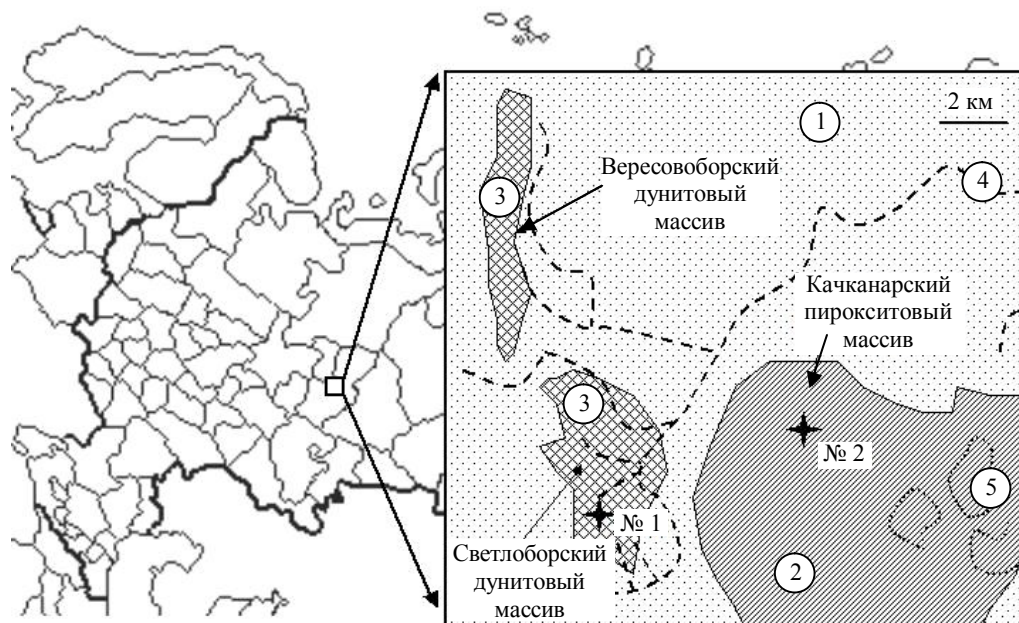 1
2 км
Вересовоборский
дунитовый
массив
3
4
Качканарский
пирокситовый
массив
3
№ 2
5
№ 1
Светлоборский
дунитовый
массив
2